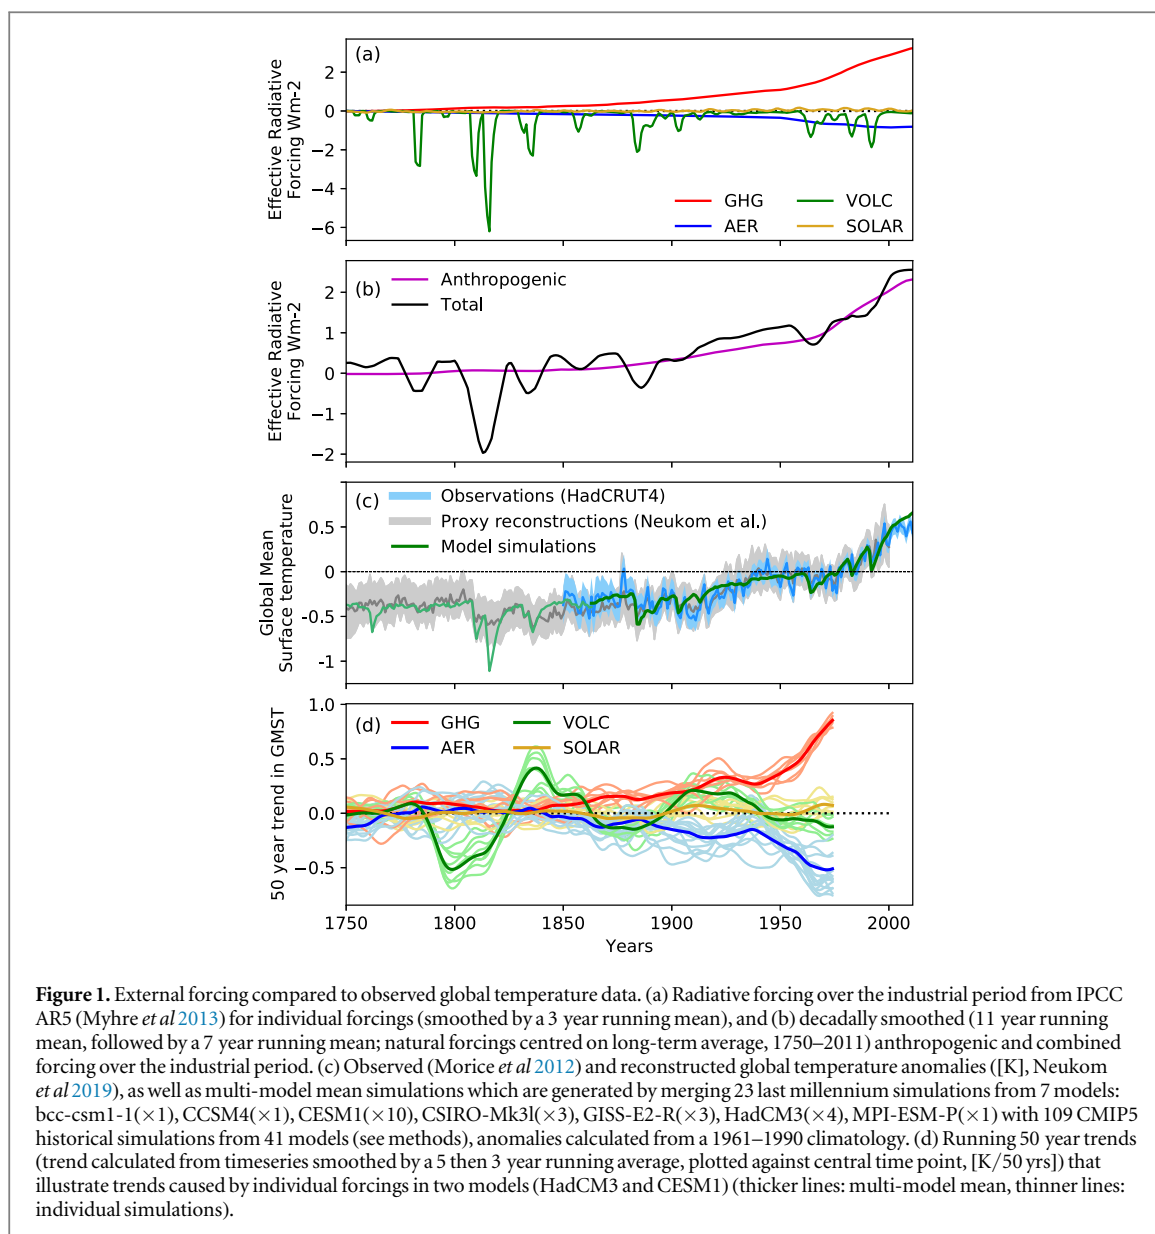 (a)
Effective Radiative
Forcing Wm-2
2
0
−2
−4
−6
GHG
VOLC
AER
SOLAR
(b)
Effective Radiative
Forcing Wm-2
2
1
0
−1
−2
Anthropogenic
Total
(c)
Global Mean
Surface temperature
0.5
0
-0.5
-1
Observations (HadCRUT4)
Proxy reconstructions (Neukom et al.)
Model simulations
(d)
50 year trend in GMST
1.0
0.5
0.0
−0.5
GHG
VOLC
AER
SOLAR
1750
1800
1850
1900
1950
2000
Years
Figure 1. External forcing compared to observed global temperature data. (a) Radiative forcing over the industrial period from IPCC
AR5 (Myhre et al 2013) for individual forcings (smoothed by a 3 year running mean), and (b) decadally smoothed (11 year running
mean, followed by a 7 year running mean; natural forcings centred on long-term average, 1750–2011) anthropogenic and combined
forcing over the industrial period. (c) Observed (Morice et al 2012) and reconstructed global temperature anomalies ([K], Neukom
et al 2019), as well as multi-model mean simulations which are generated by merging 23 last millennium simulations from 7 models:
bcc-csm1-1(×1), CCSM4(×1), CESM1(×10), CSIRO-Mk3l(×3), GISS-E2-R(×3), HadCM3(×4), MPI-ESM-P(×1) with 109 CMIP5
historical simulations from 41 models (see methods), anomalies calculated from a 1961–1990 climatology. (d) Running 50 year trends
(trend calculated from timeseries smoothed by a 5 then 3 year running average, plotted against central time point, [K/50 yrs]) that
illustrate trends caused by individual forcings in two models (HadCM3 and CESM1) (thicker lines: multi-model mean, thinner lines:
individual simulations).